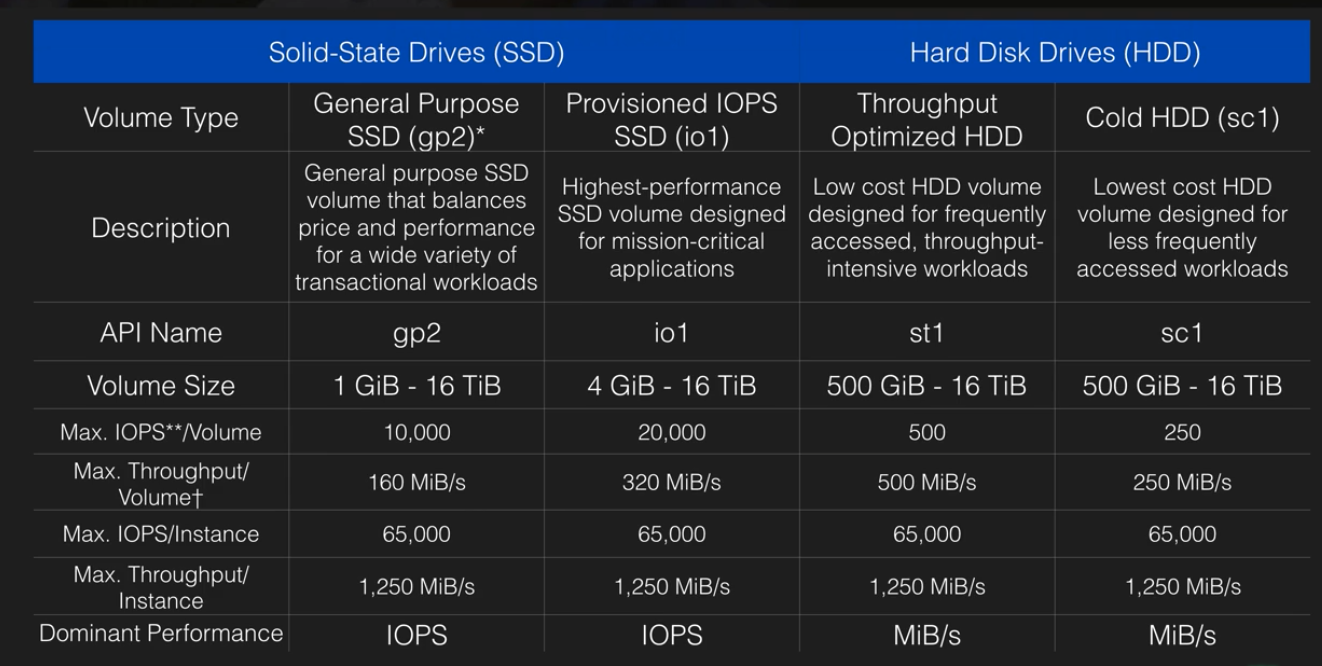 Solid-State Drives (SSD)
Hard Disk Drives (HDD)
Volume Type
General Purpose
SSD (gp2)*
Provisioned IOPS
SSD (io1)
Throughput
Optimized HDD
Cold HDD (sc1)
Description
General purpose SSD
volume that balances
price and performance
for a wide variety of
transactional workloads
Highest-performance
SSD volume designed
for mission-critical
applications
Low cost HDD volume
designed for frequently
accessed, throughput-
intensive workloads
Lowest cost HDD
volume designed for
less frequently
accessed workloads
API Name
gp2
io1
st1
sc1
Volume Size
1 GiB - 16 TiB
4 GiB - 16 TiB
500 GiB - 16 TiB
500 GiB - 16 TiB
Max. IOPS**/Volume
10,000
20,000
500
250
Max. Throughput/
Volume†
160 MiB/s
320 MiB/s
500 MiB/s
250 MiB/s
Max. IOPS/Instance
65,000
65,000
65,000
65,000
Max. Throughput/
Instance
1,250 MiB/s
1,250 MiB/s
1,250 MiB/s
1,250 MiB/s
Dominant Performance
IOPS
IOPS
MiB/s
MiB/s